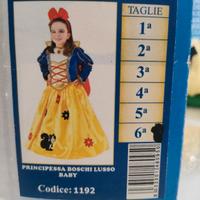 TAGLIE
1ª
2ª
3ª
4ª
5ª
6ª
PRINCIPESSA BOSCHI LUSSO
BABY
Codice: 1192